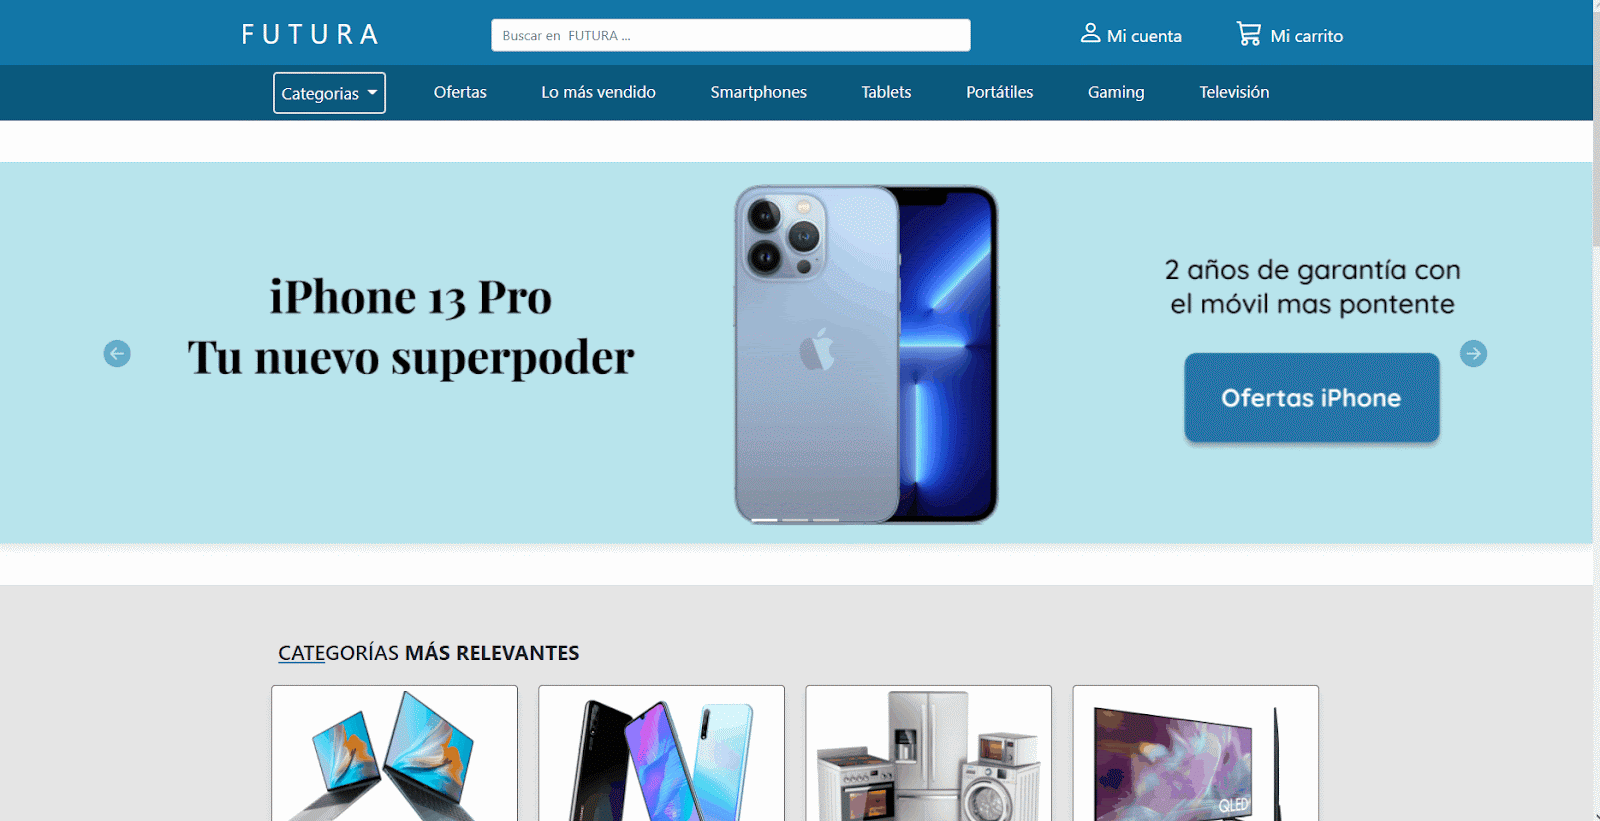 FUTURA
Buscar en FUTURA ...
Mi cuenta
Mi carrito
Categorias
Ofertas
Lo más vendido
Smartphones
Tablets
Portátiles
Gaming
Televisión
iPhone 13 Pro
Tu nuevo superpoder
2 años de garantía con
el móvil mas pontente
Ofertas iPhone
CATEGORÍAS MÁS RELEVANTES
QLED